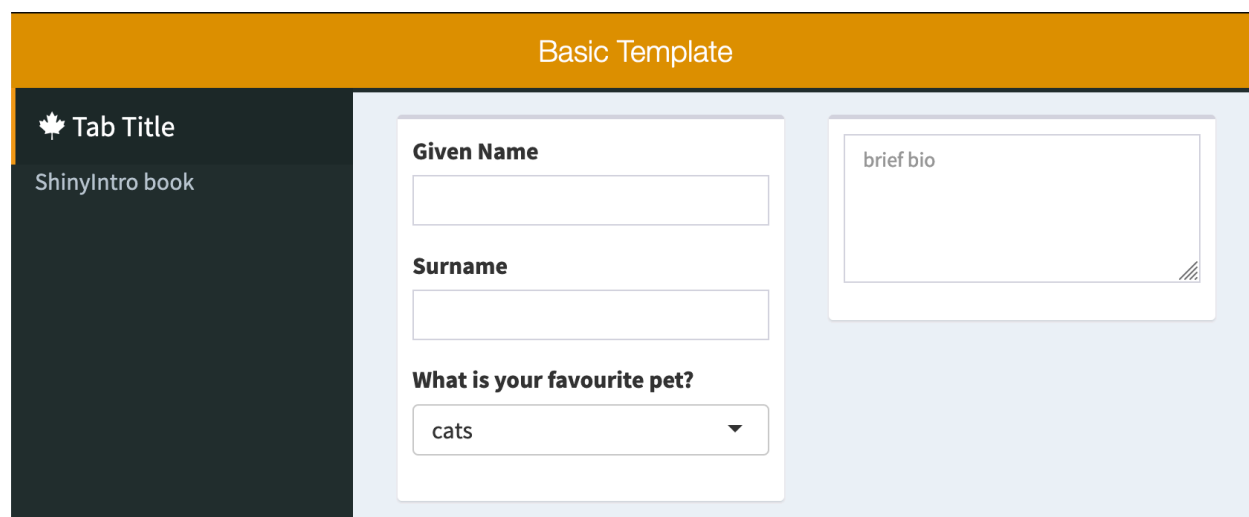 Basic Template
Tab Title
ShinyIntro book
Given Name
Surname
What is your favourite pet?
cats
brief bio